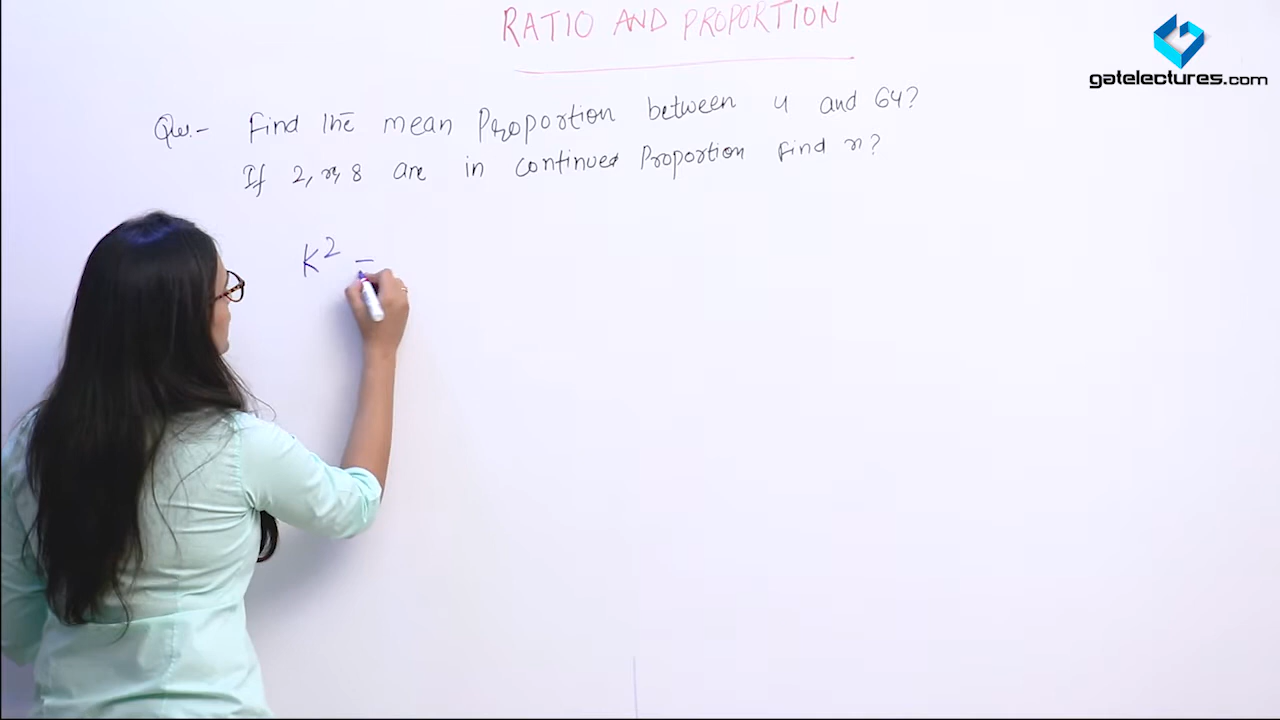 RATIO AND PROPORTION
gatelectures.com
Que.- Find the mean Proportion between 4 and 64?
If 2, x, 8 are in continued Proportion find x?
K² =